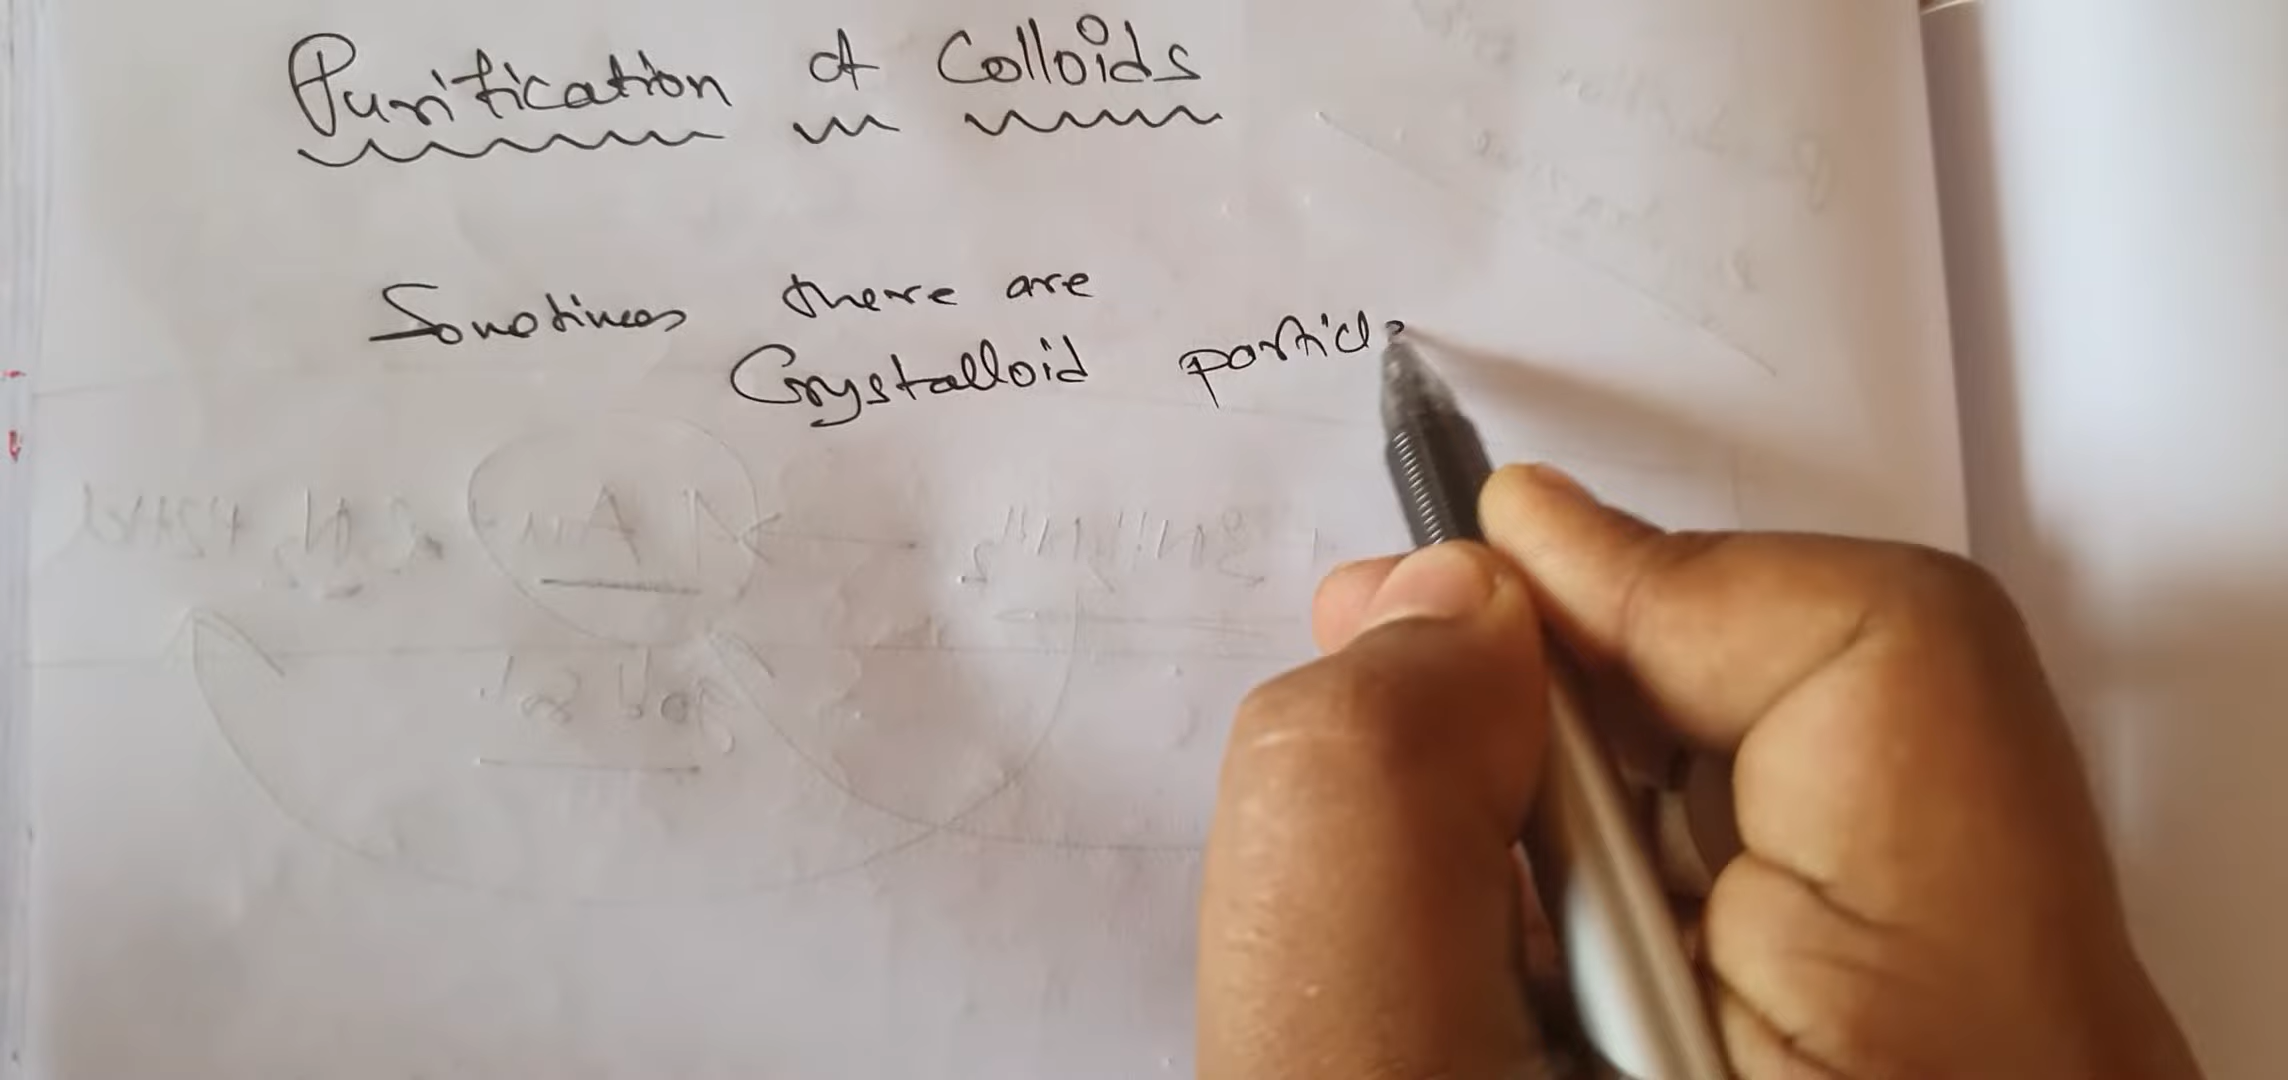 Purification of Colloids
Sometimes there are
Crystalloid particle